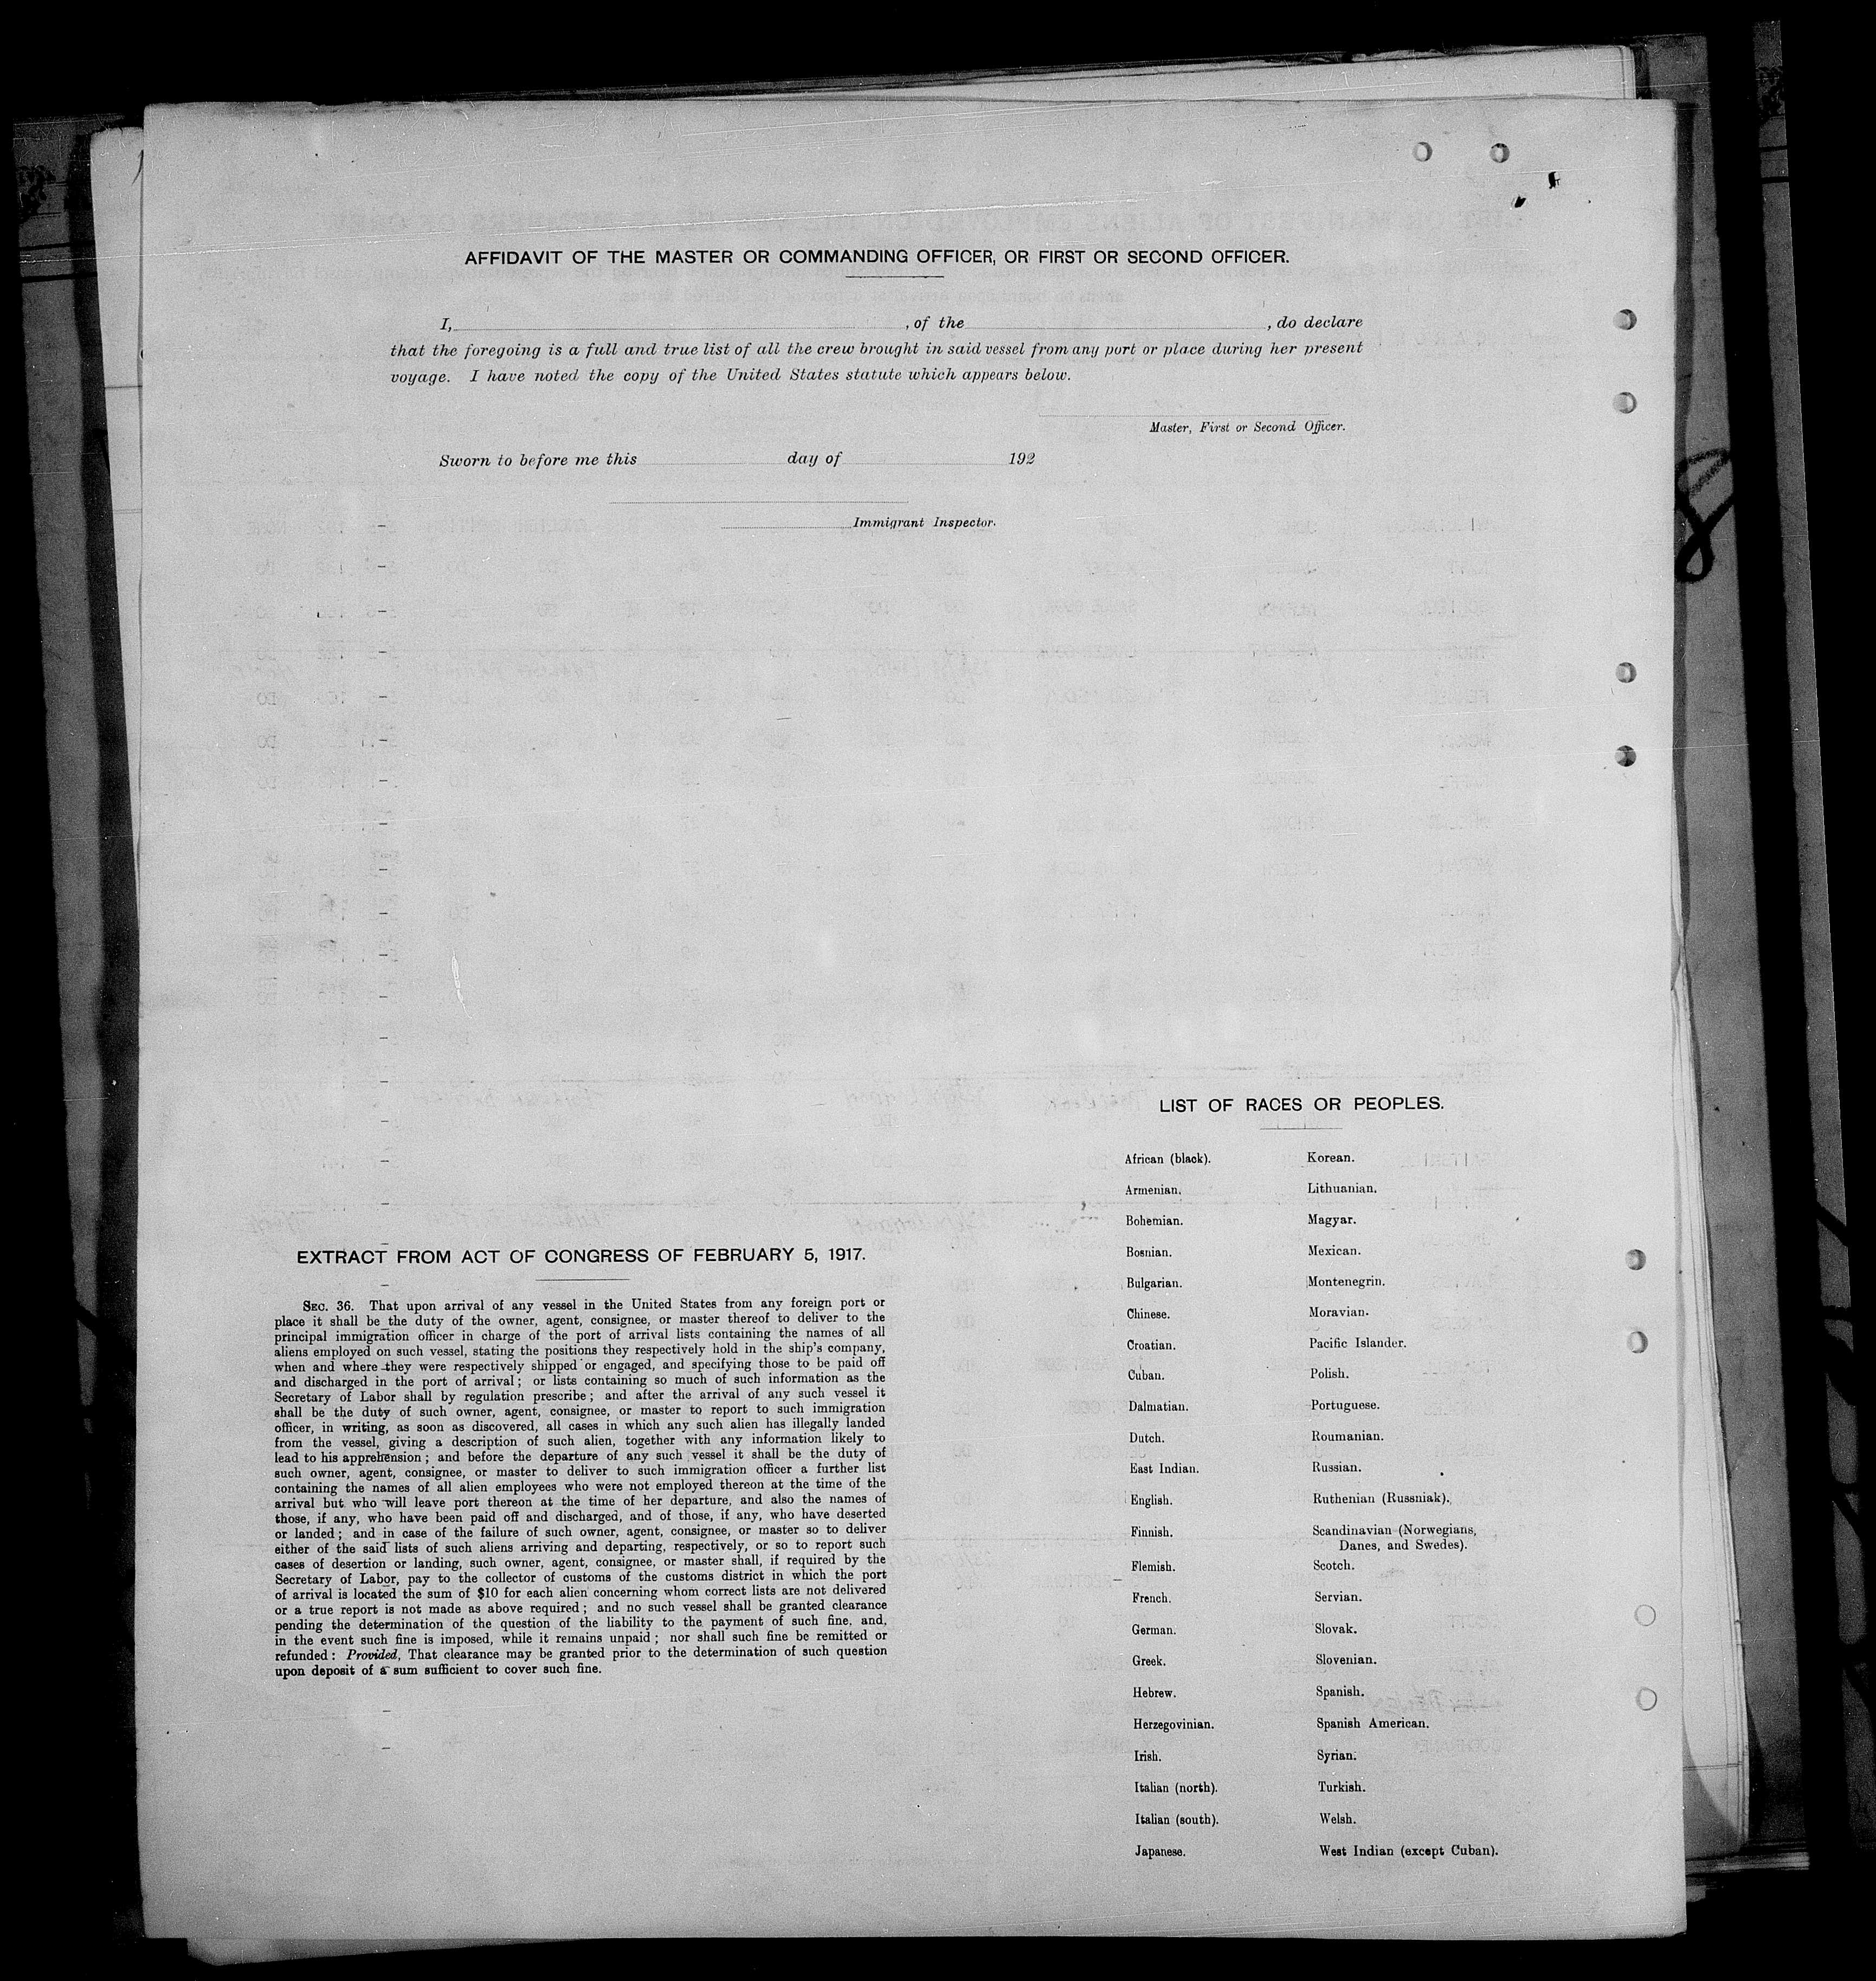 AFFIDAVIT OF THE MASTER OR COMMANDING OFFICER, OR FIRST OR SECOND OFFICER.
I, , of the , do declare
that the foregoing is a full and true list of all the crew brought in said vessel from any port or place during her present
voyage. I have noted the copy of the United States statute which appears below.
Master, First or Second Officer.
Sworn to before me this day of 192
Immigrant Inspector.
8
EXTRACT FROM ACT OF CONGRESS OF FEBRUARY 5, 1917.
SEC. 36. That upon arrival of any vessel in the United States from any foreign port or
place it shall be the duty of the owner, agent, consignee, or master thereof to deliver to the
principal immigration officer in charge of the port of arrival lists containing the names of all
aliens employed on such vessel, stating the positions they respectively hold in the ship's company,
when and where they were respectively shipped or engaged, and specifying those to be paid off
and discharged in the port of arrival; or lists containing so much of such information as the
Secretary of Labor shall by regulation prescribe; and after the arrival of any such vessel it
shall be the duty of such owner, agent, consignee, or master to report to such immigration
officer, in writing, as soon as discovered, all cases in which any such alien has illegally landed
from the vessel, giving a description of such alien, together with any information likely to
lead to his apprehension; and before the departure of any such vessel it shall be the duty of
such owner, agent, consignee, or master to deliver to such immigration officer a further list
containing the names of all alien employees who were not employed thereon at the time of the
arrival but who will leave port thereon at the time of her departure, and also the names of
those, if any, who have been paid off and discharged, and of those, if any, who have deserted
or landed; and in case of the failure of such owner, agent, consignee, or master so to deliver
either of the said lists of such aliens arriving and departing, respectively, or so to report such
cases of desertion or landing, such owner, agent, consignee, or master shall, if required by the
Secretary of Labor, pay to the collector of customs of the customs district in which the port
of arrival is located the sum of $10 for each alien concerning whom correct lists are not delivered
or a true report is not made as above required; and no such vessel shall be granted clearance
pending the determination of the question of the liability to the payment of such fine, and,
in the event such fine is imposed, while it remains unpaid; nor shall such fine be remitted or
refunded: Provided, That clearance may be granted prior to the determination of such question
upon deposit of a sum sufficient to cover such fine.
LIST OF RACES OR PEOPLES.
African (black).
Armenian.
Bohemian.
Bosnian.
Bulgarian.
Chinese.
Croatian.
Cuban.
Dalmatian.
Dutch.
East Indian.
English.
Finnish.
Flemish.
French.
German.
Greek.
Hebrew.
Herzegovinian.
Irish.
Italian (north).
Italian (south).
Japanese.
Korean.
Lithuanian.
Magyar.
Mexican.
Montenegrin.
Moravian.
Pacific Islander.
Polish.
Portuguese.
Roumanian.
Russian.
Ruthenian (Russniak).
Scandinavian (Norwegians,
Danes, and Swedes).
Scotch.
Servian.
Slovak.
Slovenian.
Spanish.
Spanish American.
Syrian.
Turkish.
Welsh.
West Indian (except Cuban).